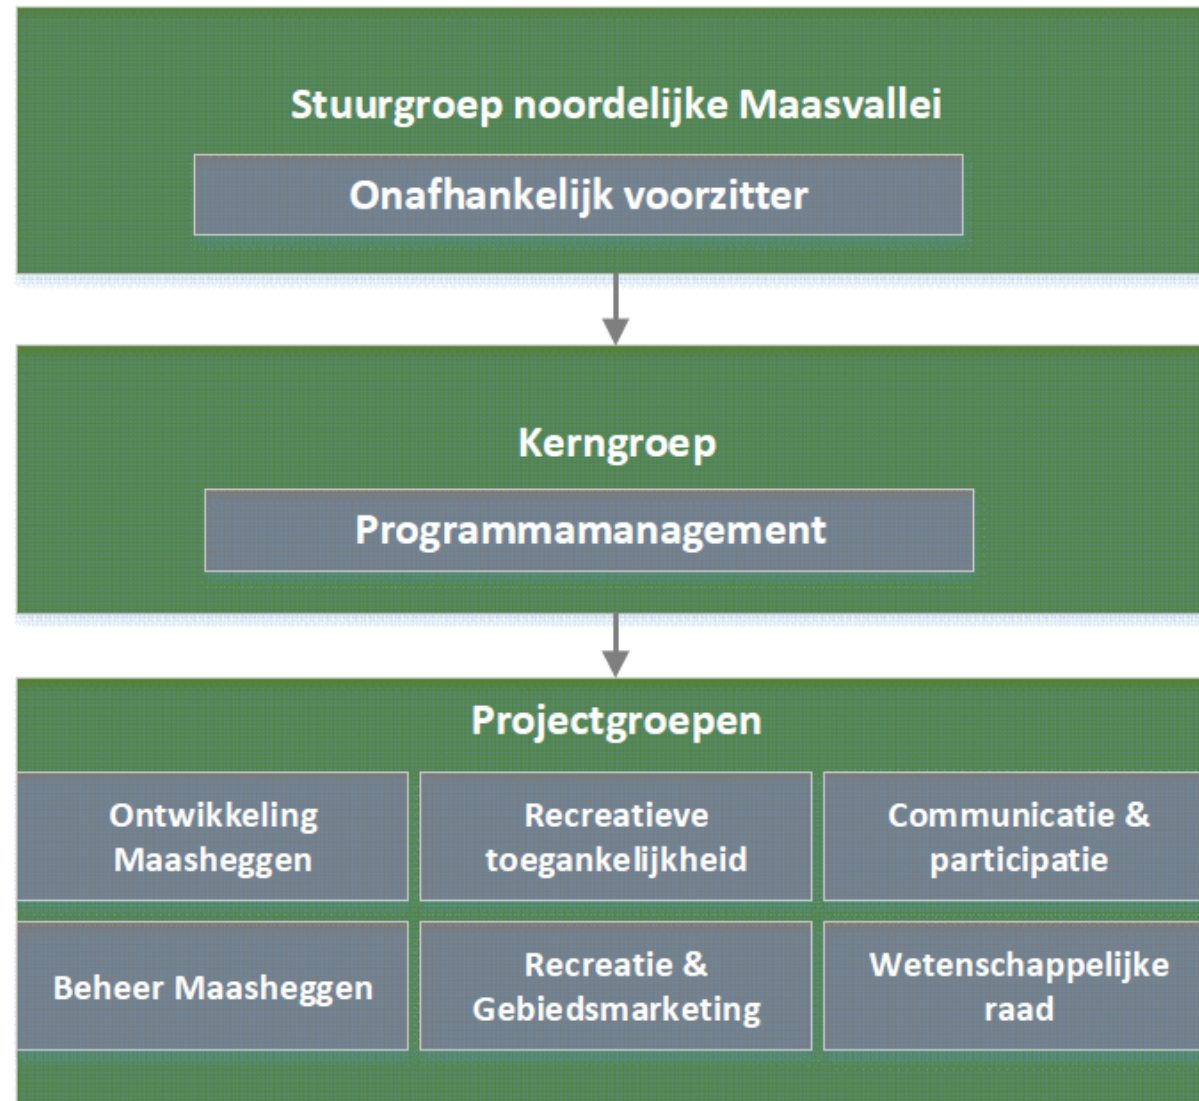 Stuurgroep noordelijke Maasvallei
Onafhankelijk voorzitter
Kerngroep
Programmamanagement
Projectgroepen
Ontwikkeling
Maasheggen
Recreatieve
toegankelijkheid
Communicatie &
participatie
Beheer Maasheggen
Recreatie &
Gebiedsmarketing
Wetenschappelijke
raad